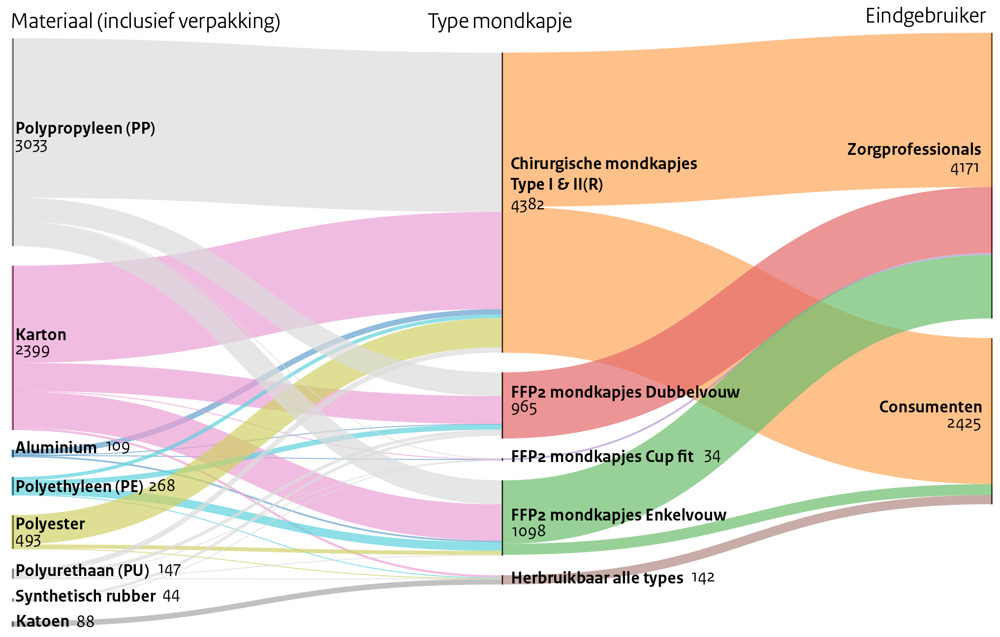 Materiaal (inclusief verpakking)
Polypropyleen (PP)
3033
Karton
2399
Aluminium 109
Polyethyleen (PE) 268
Polyester
493
Polyurethaan (PU) 147
Synthetisch rubber 44
Katoen 88
Type mondkapje
Chirurgische mondkapjes
Type I & II(R)
4382
FFP2 mondkapjes Dubbelvouw
965
FFP2 mondkapjes Cup fit 34
FFP2 mondkapjes Enkelvouw
1098
Herbruikbaar alle types 142
Eindgebruiker
Zorgprofessionals
4171
Consumenten
2425